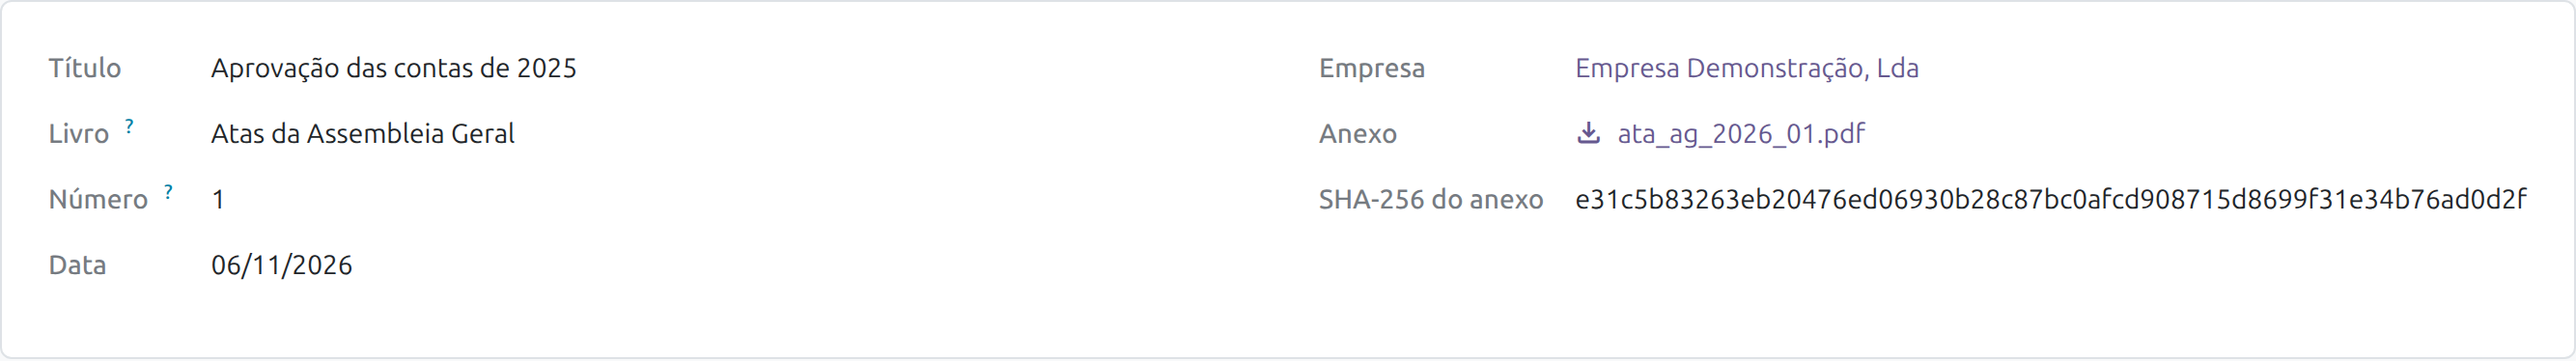 Título Aprovação das contas de 2025
Livro ? Atas da Assembleia Geral
Número ? 1
Data 06/11/2026
Empresa Empresa Demonstração, Lda
Anexo ata_ag_2026_01.pdf
SHA-256 do anexo e31c5b83263eb20476ed06930b28c87bc0afcd908715d8699f31e34b76ad0d2f